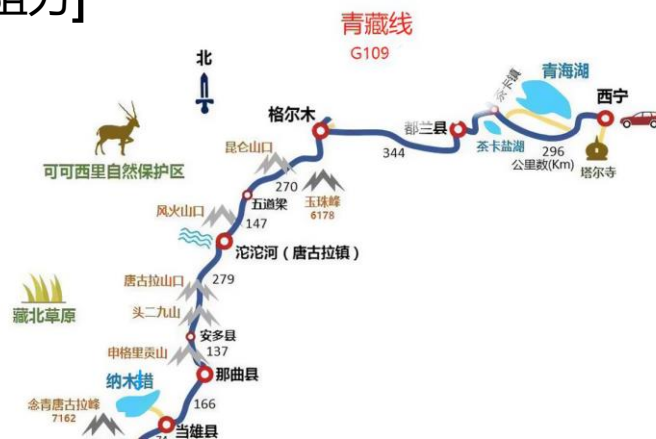 青藏线
G109
北
青海湖
茶卡镇
西宁
格尔木
都兰县
茶卡盐湖
296
公里数(Km)
塔尔寺
344
昆仑山口
可可西里自然保护区
270
玉珠峰
6178
五道梁
风火山口
147
沱沱河（唐古拉镇）
唐古拉山口
279
藏北草原
头二九山
安多县
申格里贡山
137
那曲县
纳木错
念青唐古拉峰
7162
166
当雄县